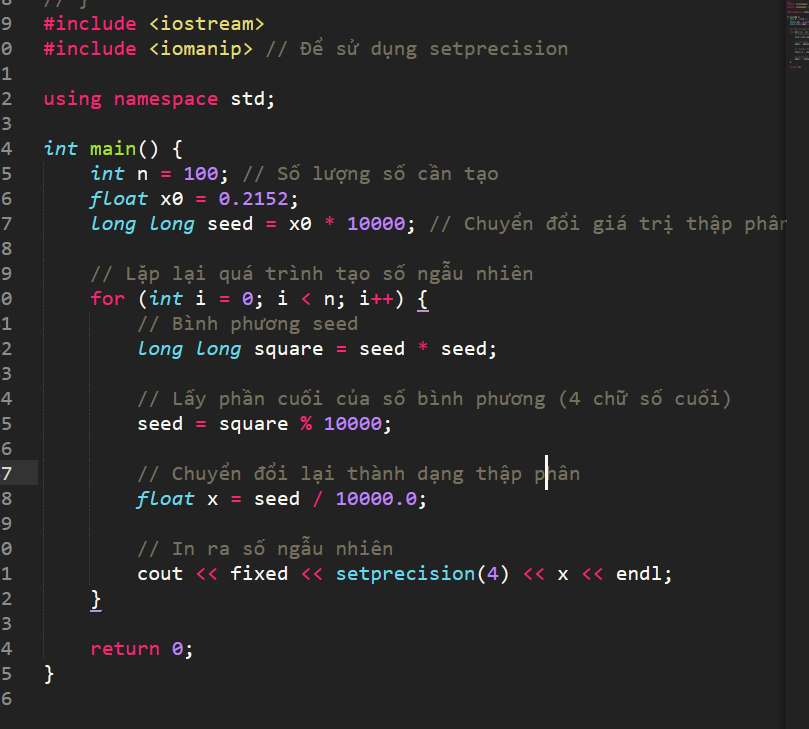 // }
9 #include <iostream>
0 #include <iomanip> // Để sử dụng setprecision
1
2 using namespace std;
3
4 int main() {
5 int n = 100; // Số lượng số cần tạo
6 float x0 = 0.2152;
7 long long seed = x0 * 10000; // Chuyển đổi giá trị thập phân
8
9 // Lặp lại quá trình tạo số ngẫu nhiên
0 for (int i = 0; i < n; i++) {
1 // Bình phương seed
2 long long square = seed * seed;
3
4 // Lấy phần cuối của số bình phương (4 chữ số cuối)
5 seed = square % 10000;
6
7 // Chuyển đổi lại thành dạng thập phân
8 float x = seed / 10000.0;
9
0 // In ra số ngẫu nhiên
1 cout << fixed << setprecision(4) << x << endl;
2 }
3
4 return 0;
5 }
6